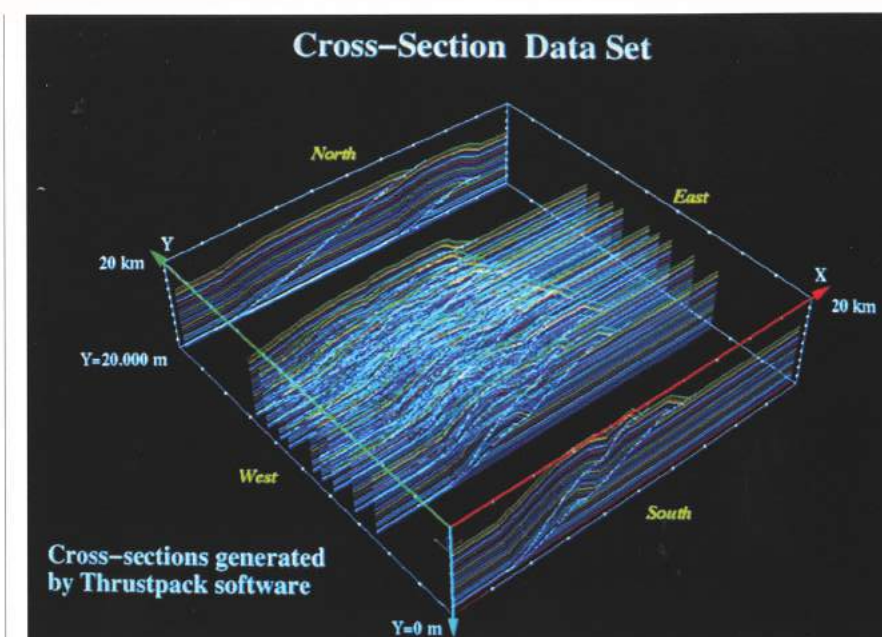 Cross-Section Data Set
North
East
Y
20 km
X
20 km
Y=20.000 m
West
South
Cross-sections generated
by Thrustpack software
Y=0 m